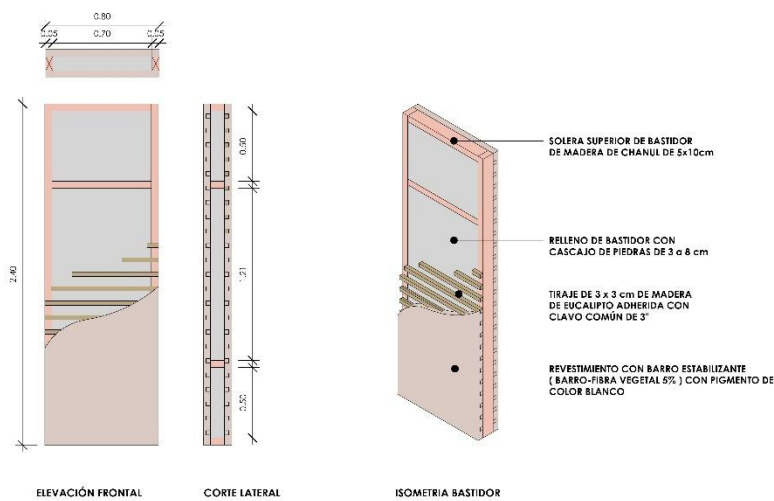 0.80
0.05
0.70
0.05
2.40
0.60
1.21
0.50
SOLERA SUPERIOR DE BASTIDOR
DE MADERA DE CHANUL DE 5x10cm
RELLENO DE BASTIDOR CON
CASCAJO DE PIEDRAS DE 3 a 8 cm
TIRAJE DE 3 x 3 cm DE MADERA
DE EUCALIPTO ADHERIDA CON
CLAVO COMÚN DE 3"
REVESTIMIENTO CON BARRO ESTABILIZANTE
( BARRO-FIBRA VEGETAL 5% ) CON PIGMENTO DE
COLOR BLANCO
ELEVACIÓN FRONTAL
CORTE LATERAL
ISOMETRIA BASTIDOR